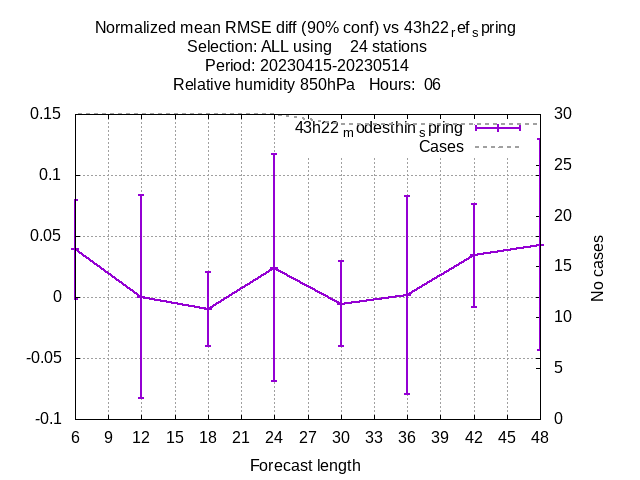 Normalized mean RMSE diff (90% conf) vs 43h22ref spring
Selection: ALL using 24 stations
Period: 20230415-20230514
Relative humidity 850hPa Hours: 06
43h22modesthinspring
Cases
0.15
0.1
0.05
0
-0.05
-0.1
30
25
20
15
10
5
0
No cases
6 9 12 15 18 21 24 27 30 33 36 39 42 45 48
Forecast length